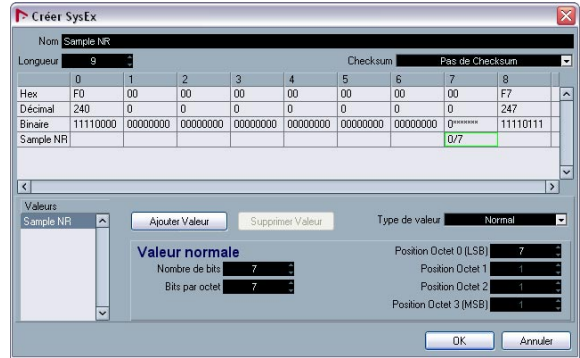 Créer SysEx
Nom Sample NR
Longueur 9 Checksum Pas de Checksum
0 1 2 3 4 5 6 7 8
Hex F0 00 00 00 00 00 00 00 F7
Décimal 240 0 0 0 0 0 0 0 247
Binaire 11110000 00000000 00000000 00000000 00000000 00000000 00000000 0******* 11110111
Sample NR 0/7
Valeurs
Sample NR Ajouter Valeur Supprimer Valeur Type de valeur Normal
Valeur normale Position Octet 0 (LSB) 7
Nombre de bits 7 Position Octet 1 1
Bits par octet 7 Position Octet 2 1
Position Octet 3 (MSB) 1
OK Annuler